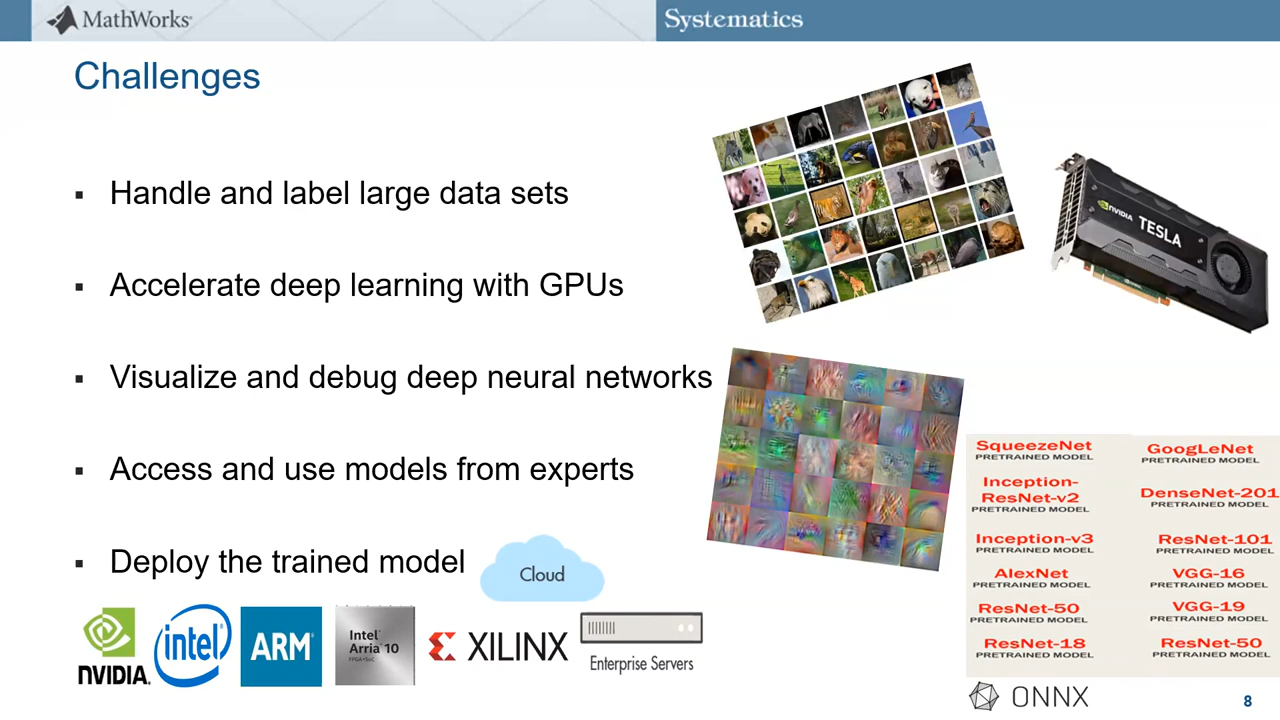 MathWorks
Systematics
Challenges
▪ Handle and label large data sets
▪ Accelerate deep learning with GPUs
▪ Visualize and debug deep neural networks
▪ Access and use models from experts
▪ Deploy the trained model
Cloud
NVIDIA.
intel
ARM
Intel
Arria 10
FPGA+SoC
XILINX
Enterprise Servers
NVIDIA TESLA
SqueezeNet
PRETRAINED MODEL
GoogLeNet
PRETRAINED MODEL
Inception-
ResNet-v2
PRETRAINED MODEL
DenseNet-201
PRETRAINED MODEL
Inception-v3
PRETRAINED MODEL
ResNet-101
PRETRAINED MODEL
AlexNet
PRETRAINED MODEL
VGG-16
PRETRAINED MODEL
ResNet-50
PRETRAINED MODEL
VGG-19
PRETRAINED MODEL
ResNet-18
PRETRAINED MODEL
ResNet-50
PRETRAINED MODEL
ONNX
8